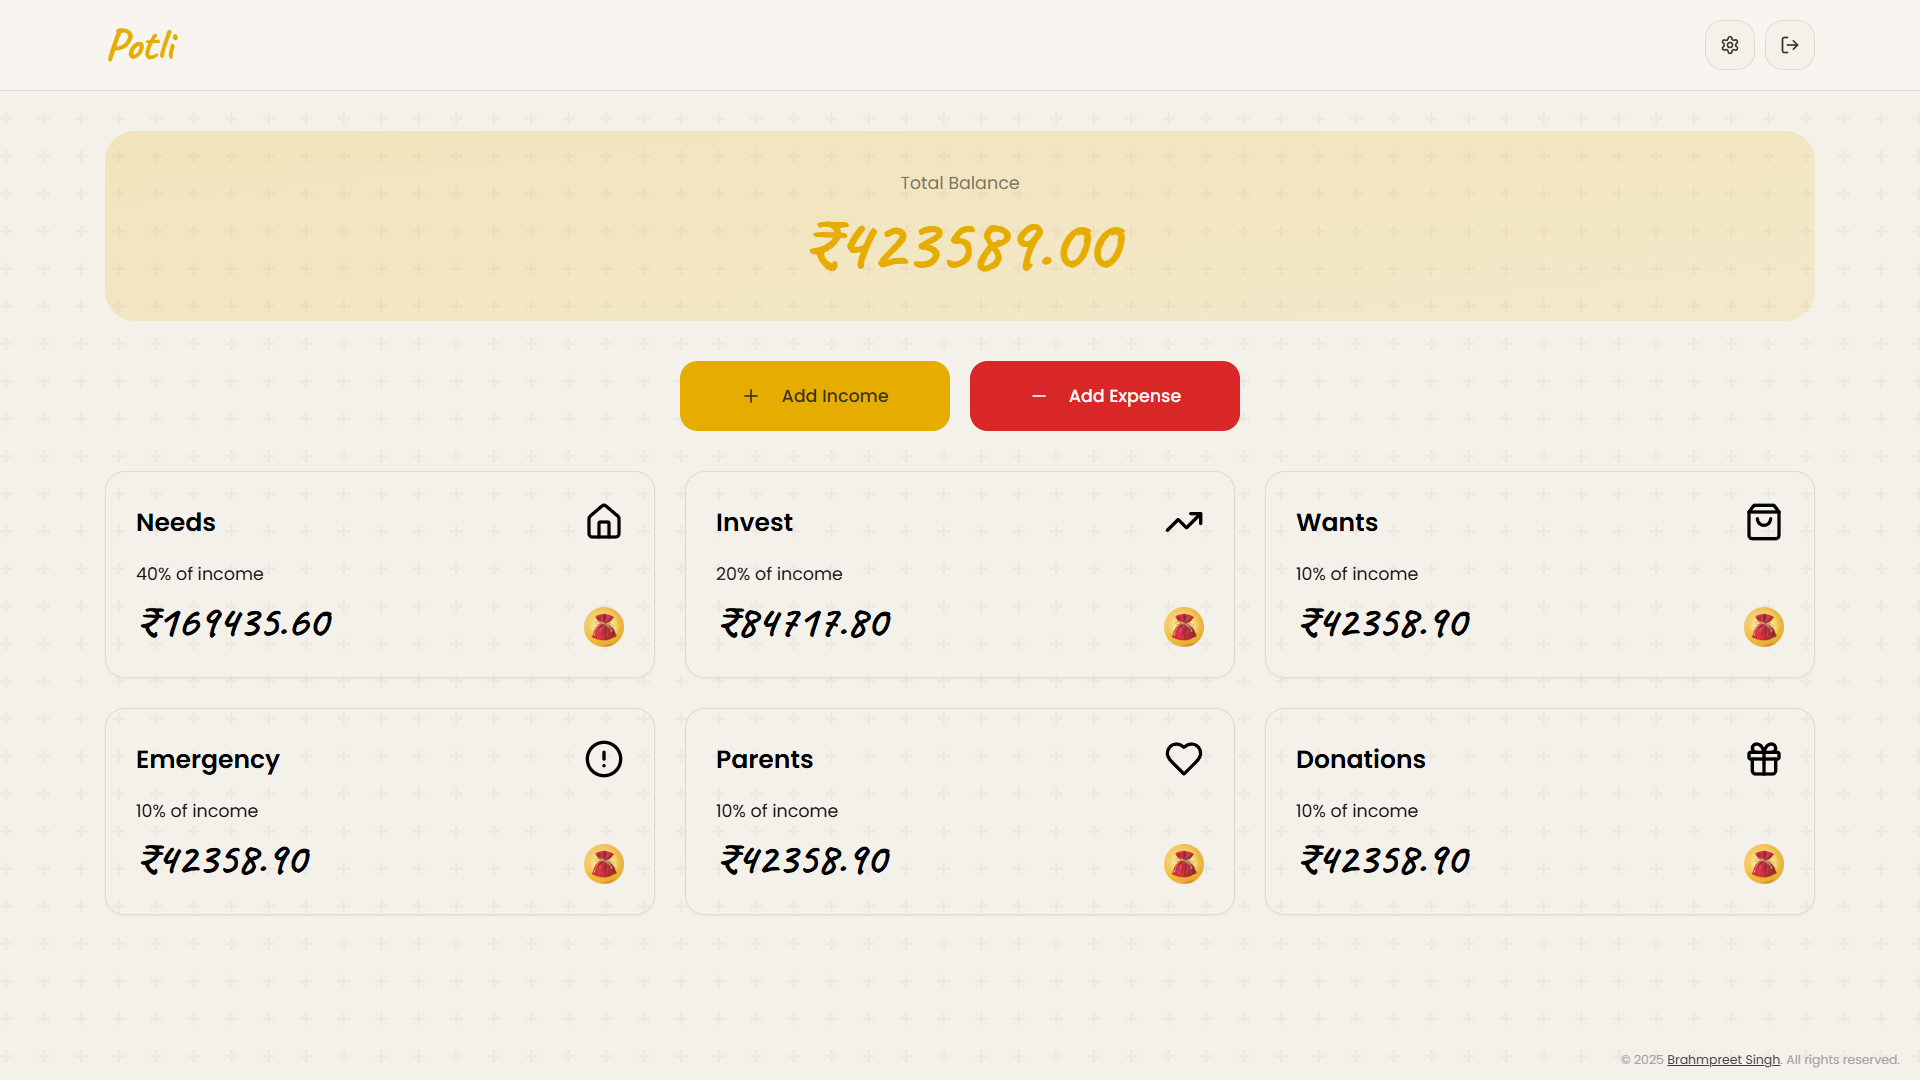 Potli
Total Balance
₹423589.00
Add Income
Add Expense
Needs
40% of income
₹169435.60
Invest
20% of income
₹84717.80
Wants
10% of income
₹42358.90
Emergency
10% of income
₹42358.90
Parents
10% of income
₹42358.90
Donations
10% of income
₹42358.90
© 2025 Brahmpreet Singh. All rights reserved.